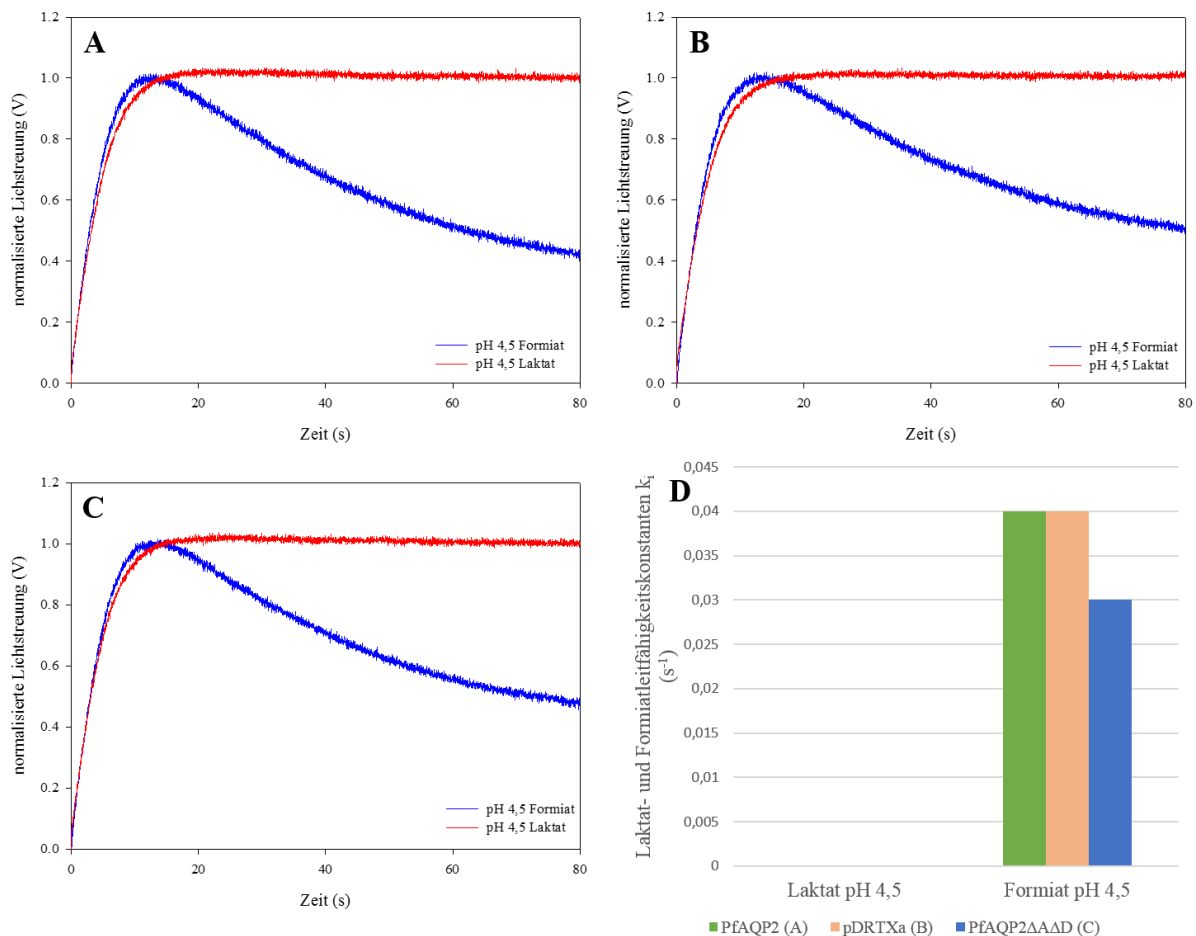 A
normalisierte Lichstreuung (V)
1.2
1.0
0.8
0.6
0.4
0.2
0.0
0
20
40
60
80
Zeit (s)
pH 4,5 Formiat
pH 4,5 Laktat
B
normalisierte Lichtstreuung (V)
1.2
1.0
0.8
0.6
0.4
0.2
0.0
0
20
40
60
80
Zeit (s)
pH 4,5 Formiat
pH 4,5 Laktat
C
normalisierte Lichtstreuung (V)
1.2
1.0
0.8
0.6
0.4
0.2
0.0
0
20
40
60
80
Zeit (s)
pH 4,5 Formiat
pH 4,5 Laktat
D
Laktat- und Formiatleitfähigkeitskonstanten kᵢ
(s⁻¹)
0,045
0,04
0,035
0,03
0,025
0,02
0,015
0,01
0,005
0
Laktat pH 4,5
Formiat pH 4,5
PfAQP2 (A)
pDRTXa (B)
PfAQP2ΔAΔD (C)